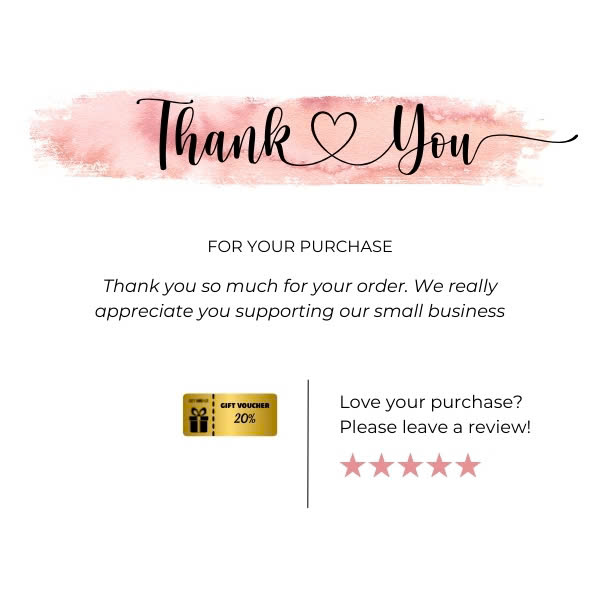 Thank You
FOR YOUR PURCHASE
Thank you so much for your order. We really
appreciate you supporting our small business
GIFT VOUCHER
20%
Love your purchase?
Please leave a review!